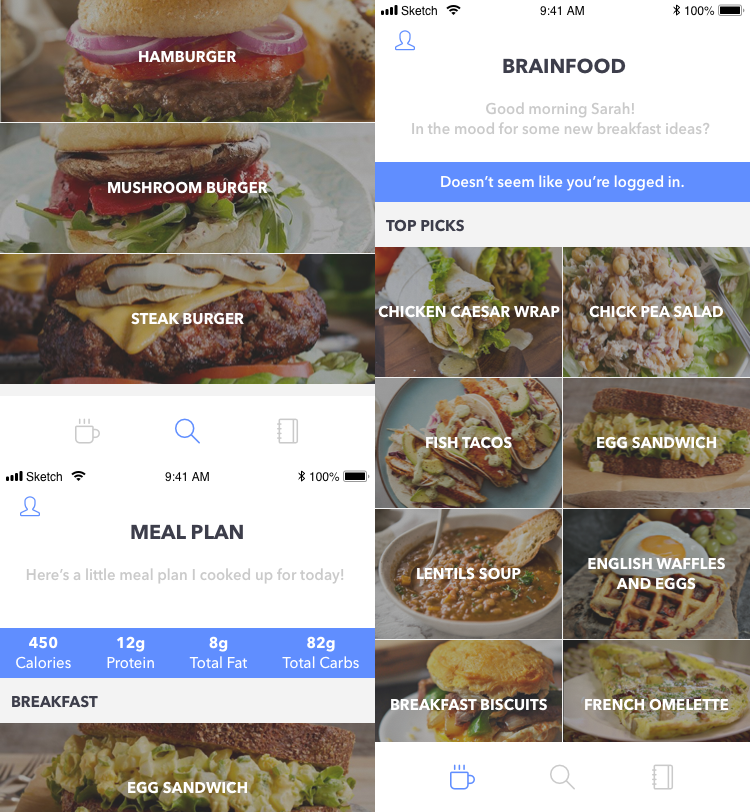 HAMBURGER
MUSHROOM BURGER
STEAK BURGER
Sketch 9:41 AM 100%
MEAL PLAN
Here's a little meal plan I cooked up for today!
450 12g 8g 82g
Calories Protein Total Fat Total Carbs
BREAKFAST
EGG SANDWICH
Sketch 9:41 AM 100%
BRAINFOOD
Good morning Sarah!
In the mood for some new breakfast ideas?
Doesn't seem like you're logged in.
TOP PICKS
CHICKEN CAESAR WRAP CHICK PEA SALAD
FISH TACOS EGG SANDWICH
LENTILS SOUP ENGLISH WAFFLES
AND EGGS
BREAKFAST BISCUITS FRENCH OMELETTE